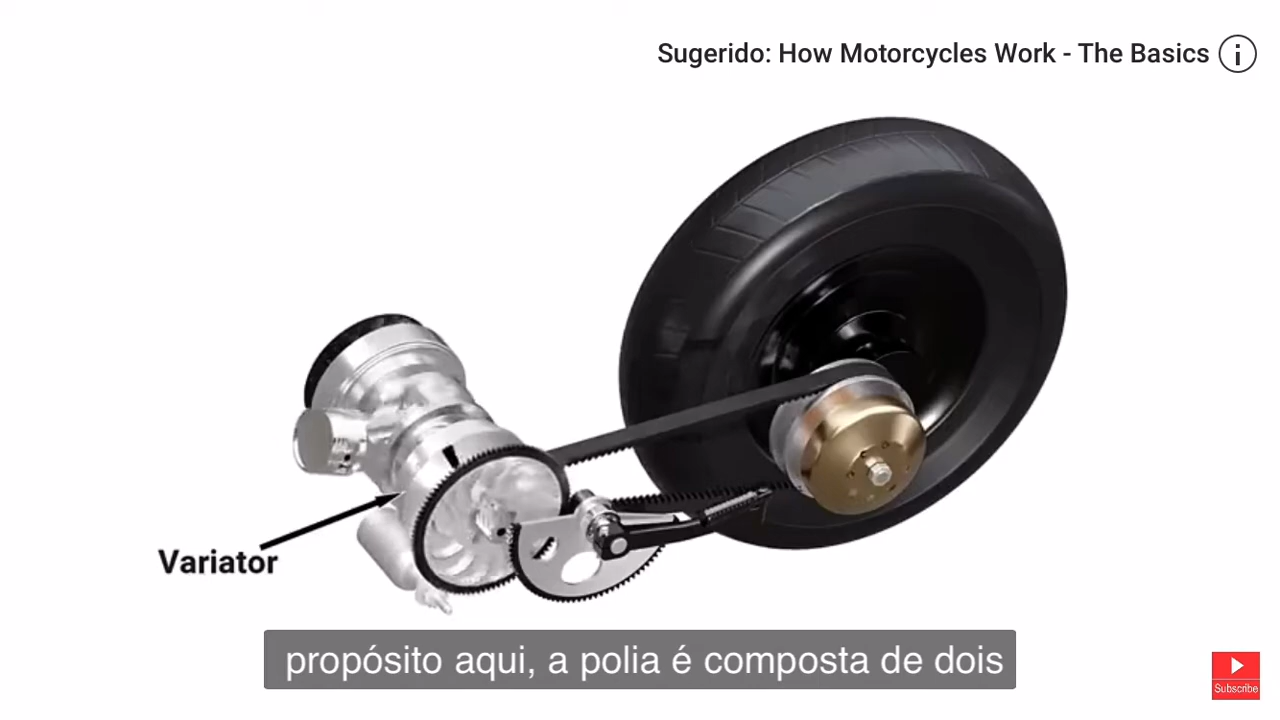 Sugerido: How Motorcycles Work - The Basics
Variator
propósito aqui, a polia é composta de dois
Subscribe